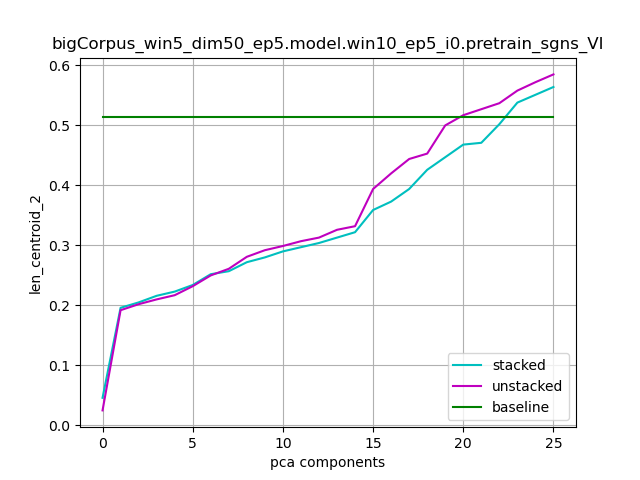 bigCorpus_win5_dim50_ep5.model.win10_ep5_i0.pretrain_sgns_VI
0.6
0.5
0.4
0.3
0.2
0.1
0.0
len_centroid_2
0
5
10
15
20
25
pca components
stacked
unstacked
baseline